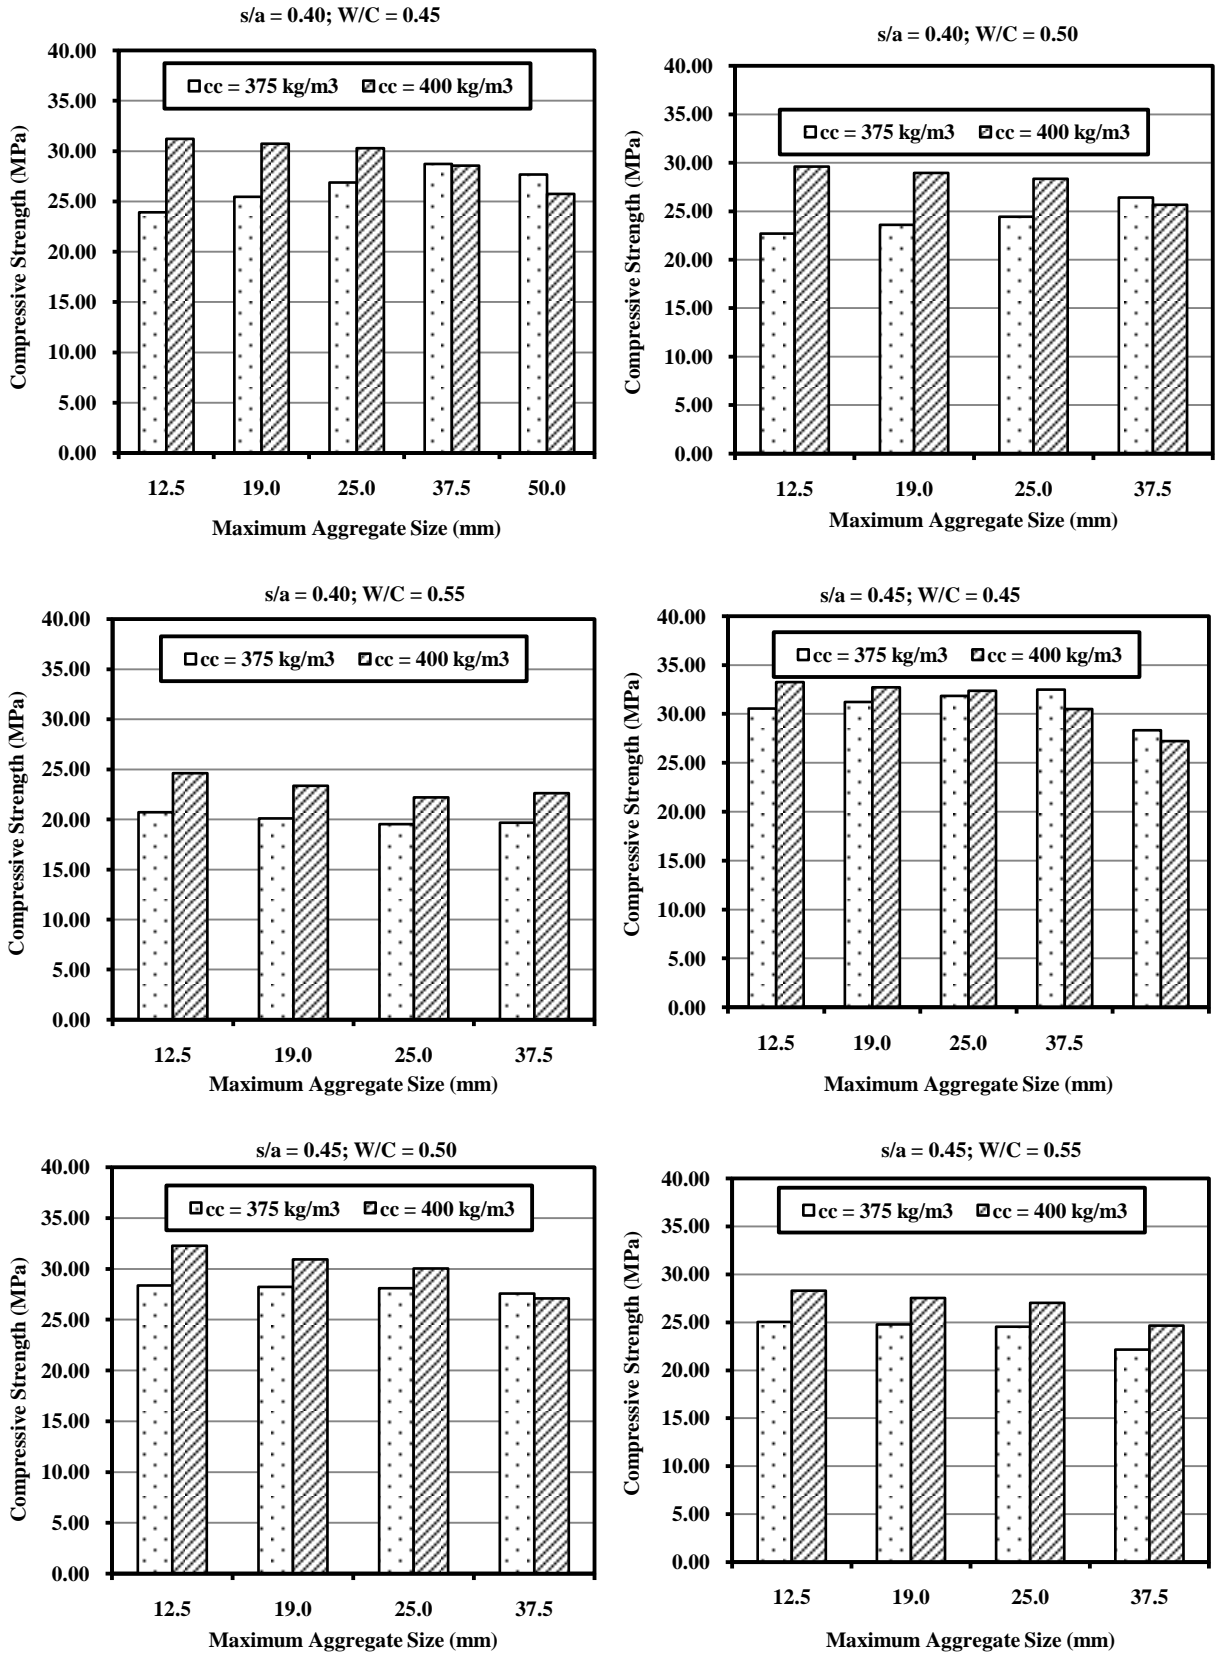 s/a = 0.40; W/C = 0.45
40.00
35.00
30.00
25.00
20.00
15.00
10.00
5.00
0.00
cc = 375 kg/m3 cc = 400 kg/m3
Compressive Strength (MPa)
12.5 19.0 25.0 37.5 50.0
Maximum Aggregate Size (mm)
s/a = 0.40; W/C = 0.50
40.00
35.00
30.00
25.00
20.00
15.00
10.00
5.00
0.00
cc = 375 kg/m3 cc = 400 kg/m3
Compressive Strength (MPa)
12.5 19.0 25.0 37.5
Maximum Aggregate Size (mm)
s/a = 0.40; W/C = 0.55
40.00
35.00
30.00
25.00
20.00
15.00
10.00
5.00
0.00
cc = 375 kg/m3 cc = 400 kg/m3
Compressive Strength (MPa)
12.5 19.0 25.0 37.5
Maximum Aggregate Size (mm)
s/a = 0.45; W/C = 0.45
40.00
35.00
30.00
25.00
20.00
15.00
10.00
5.00
0.00
cc = 375 kg/m3 cc = 400 kg/m3
Compressive Strength (MPa)
12.5 19.0 25.0 37.5
Maximum Aggregate Size (mm)
s/a = 0.45; W/C = 0.50
40.00
35.00
30.00
25.00
20.00
15.00
10.00
5.00
0.00
cc = 375 kg/m3 cc = 400 kg/m3
Compressive Strength (MPa)
12.5 19.0 25.0 37.5
Maximum Aggregate Size (mm)
s/a = 0.45; W/C = 0.55
40.00
35.00
30.00
25.00
20.00
15.00
10.00
5.00
0.00
cc = 375 kg/m3 cc = 400 kg/m3
Compressive Strength (MPa)
12.5 19.0 25.0 37.5
Maximum Aggregate Size (mm)